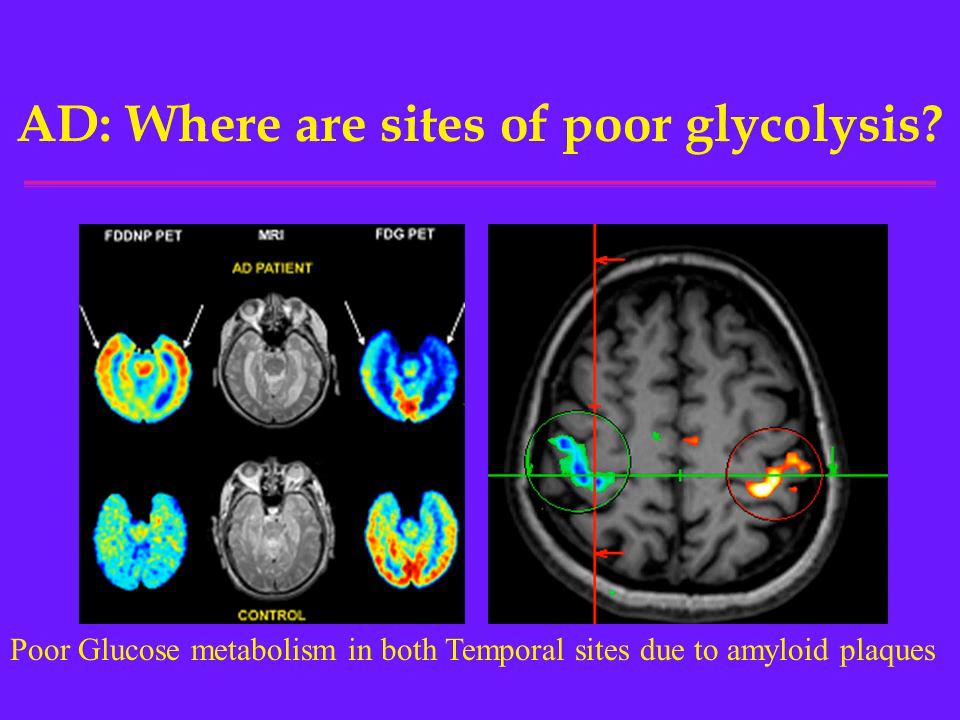 AD: Where are sites of poor glycolysis?
FDDNP PET MRI FDG PET
AD PATIENT
CONTROL
Poor Glucose metabolism in both Temporal sites due to amyloid plaques